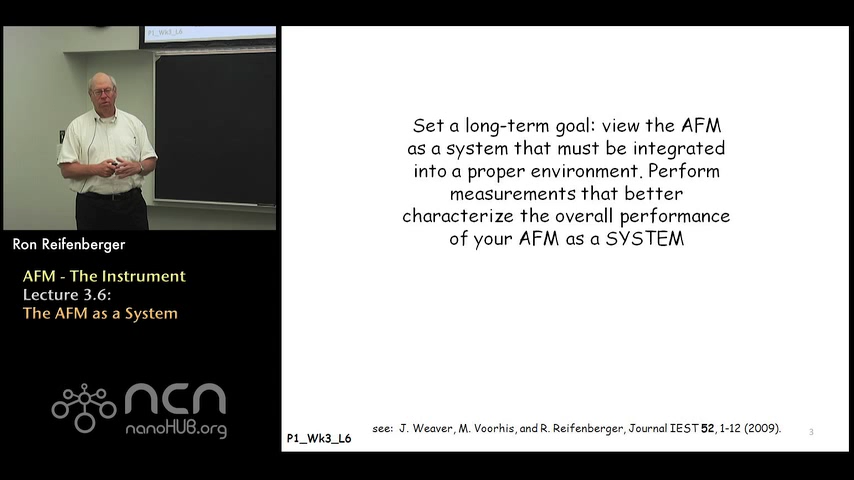 P1_Wk3_L6
Ron Reifenberger
AFM - The Instrument
Lecture 3.6:
The AFM as a System
ncn
nanoHUB.org
Set a long-term goal: view the AFM
as a system that must be integrated
into a proper environment. Perform
measurements that better
characterize the overall performance
of your AFM as a SYSTEM
see: J. Weaver, M. Voorhis, and R. Reifenberger, Journal IEST 52, 1-12 (2009).
P1_Wk3_L6
3